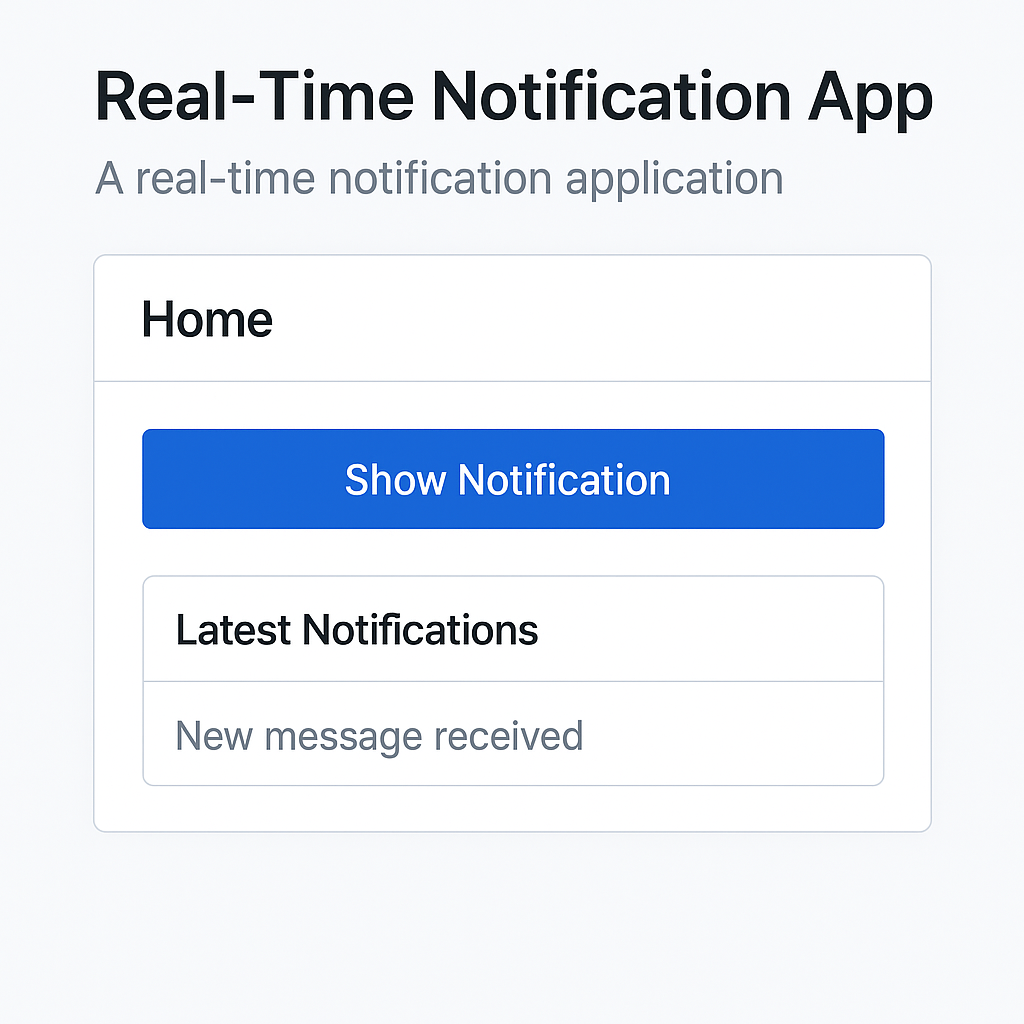 Real-Time Notification App
A real-time notification application
Home
Show Notification
Latest Notifications
New message received